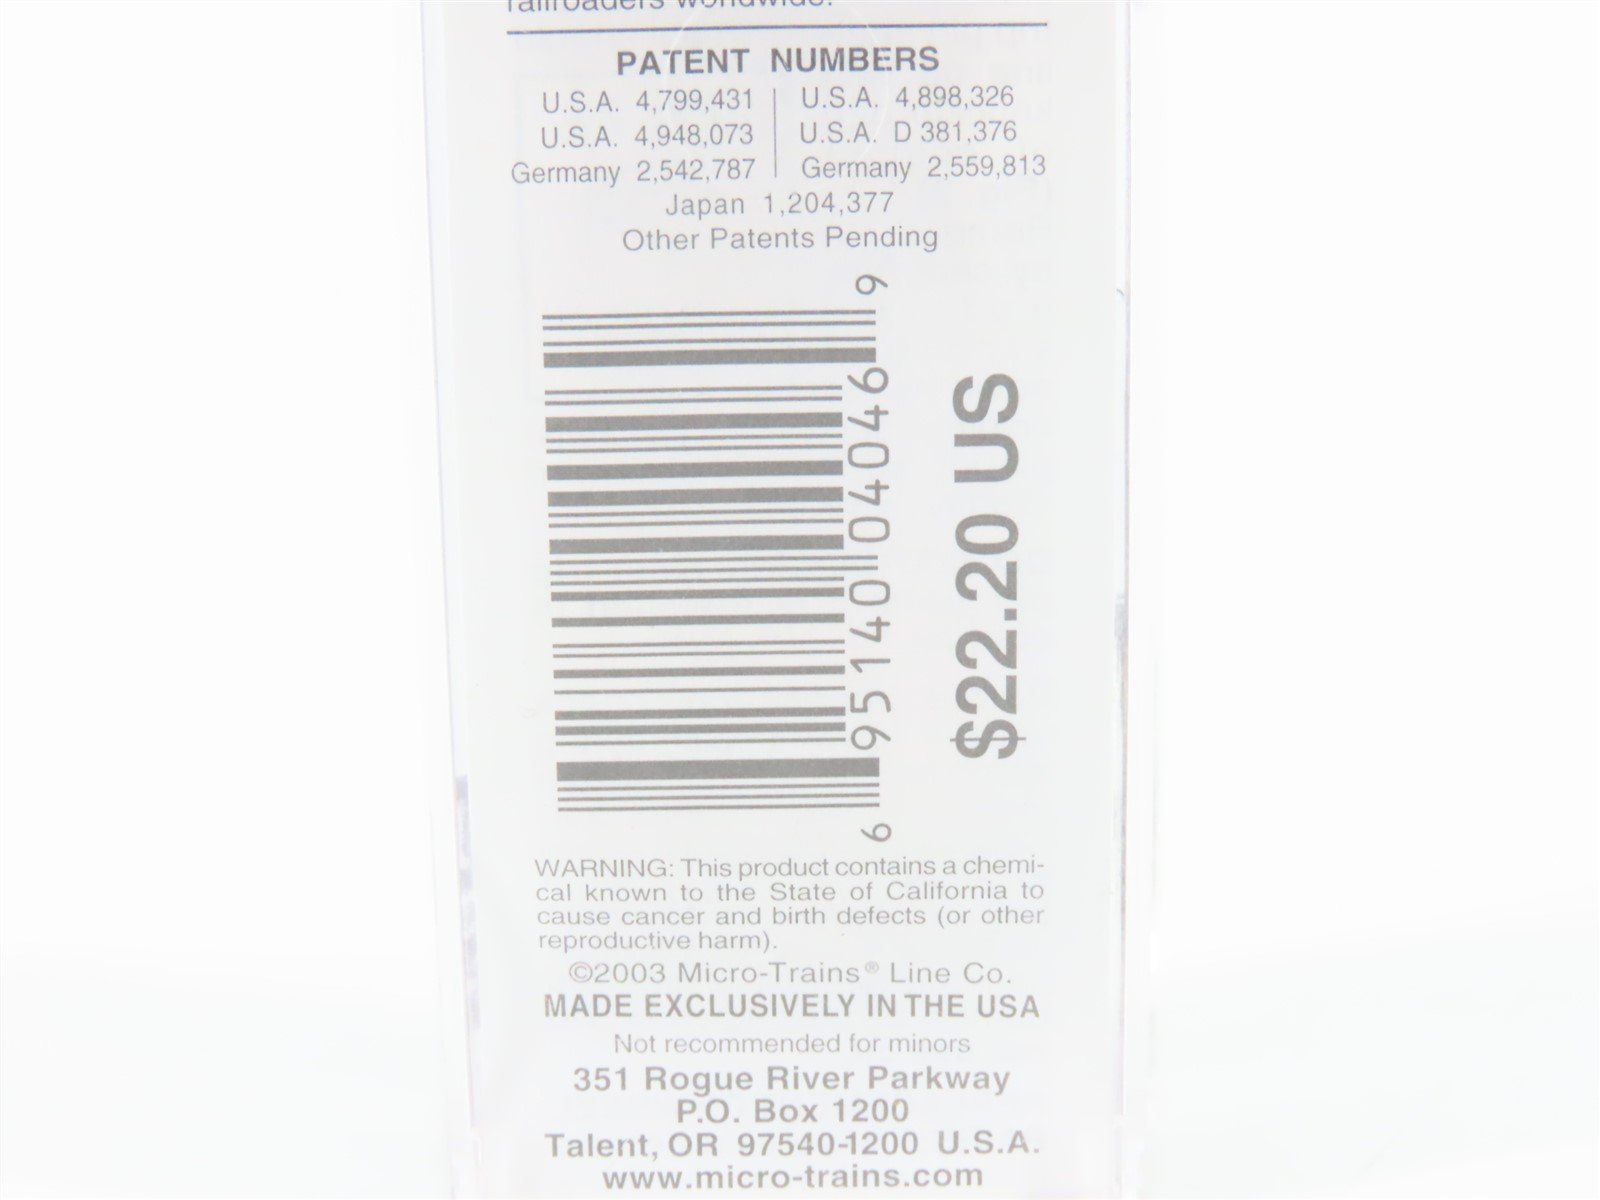 railroaders worldwide.
PATENT NUMBERS
U.S.A. 4,799,431 U.S.A. 4,898,326
U.S.A. 4,948,073 U.S.A. D 381,376
Germany 2,542,787 Germany 2,559,813
Japan 1,204,377
Other Patents Pending
6 95140 04046 9
$22.20 US
WARNING: This product contains a chemi-
cal known to the State of California to
cause cancer and birth defects (or other
reproductive harm).
©2003 Micro-Trains® Line Co.
MADE EXCLUSIVELY IN THE USA
Not recommended for minors
351 Rogue River Parkway
P.O. Box 1200
Talent, OR 97540-1200 U.S.A.
www.micro-trains.com